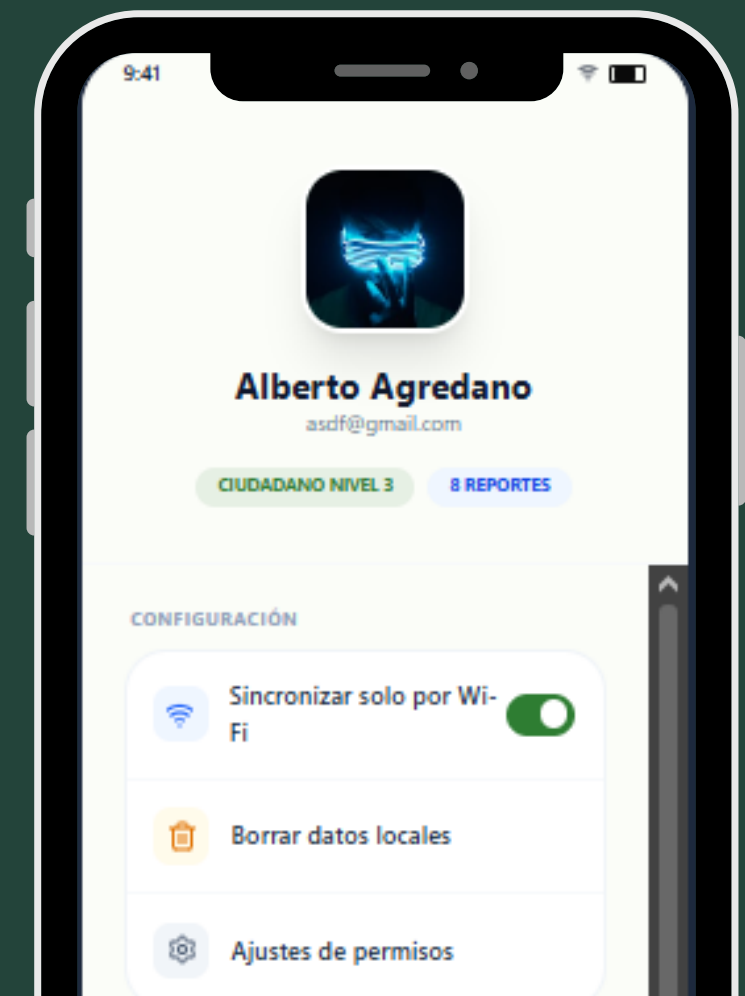 9:41
Alberto Agredano
asdf@gmail.com
CIUDADANO NIVEL 3
8 REPORTES
CONFIGURACIÓN
Sincronizar solo por Wi-
Fi
Borrar datos locales
Ajustes de permisos